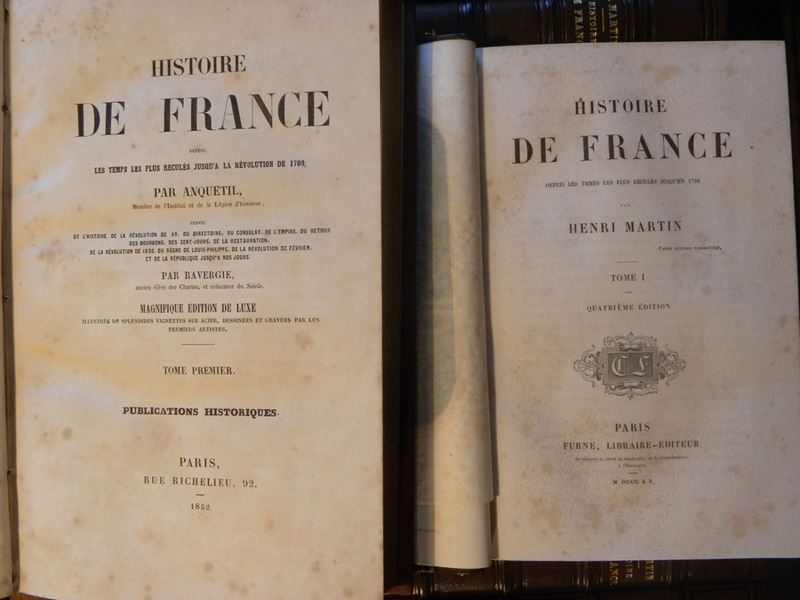 HISTOIRE
DE FRANCE
DEPUIS
LES TEMPS LES PLUS RECULÉS JUSQU'A LA RÉVOLUTION DE 1789,
PAR ANQUETIL,
Membre de l'Institut et de la Légion d'honneur,
SUIVIE
DE L'HISTOIRE DE LA RÉVOLUTION DE 89, DU DIRECTOIRE, DU CONSULAT, DE L'EMPIRE, DU RETOUR
DES BOURBONS, DES CENT-JOURS, DE LA RESTAURATION,
DE LA RÉVOLUTION DE 1830, DU RÈGNE DE LOUIS-PHILIPPE, DE LA RÉVOLUTION DE FÉVRIER,
ET DE LA RÉPUBLIQUE JUSQU'A NOS JOURS
PAR RAVERGIE,
ancien élève des Chartes, et rédacteur du Siècle.
MAGNIFIQUE ÉDITION DE LUXE
ILLUSTRÉE DE SPLENDIDES VIGNETTES SUR ACIER, DESSINÉES ET GRAVÉES PAR LES
PREMIERS ARTISTES.
TOME PREMIER.
PUBLICATIONS HISTORIQUES.
PARIS,
RUE RICHELIEU, 92.
1852
MARTIN
HISTOIRE
FRANC
HISTOIRE
DE FRANCE
DEPUIS LES TEMPS LES PLUS RECULÉS JUSQU'EN 1789
PAR
HENRI MARTIN
TOME I
QUATRIÈME ÉDITION
CF
PARIS
FURNE, LIBRAIRE-EDITEUR
à l'étranger.
M DCCC LX